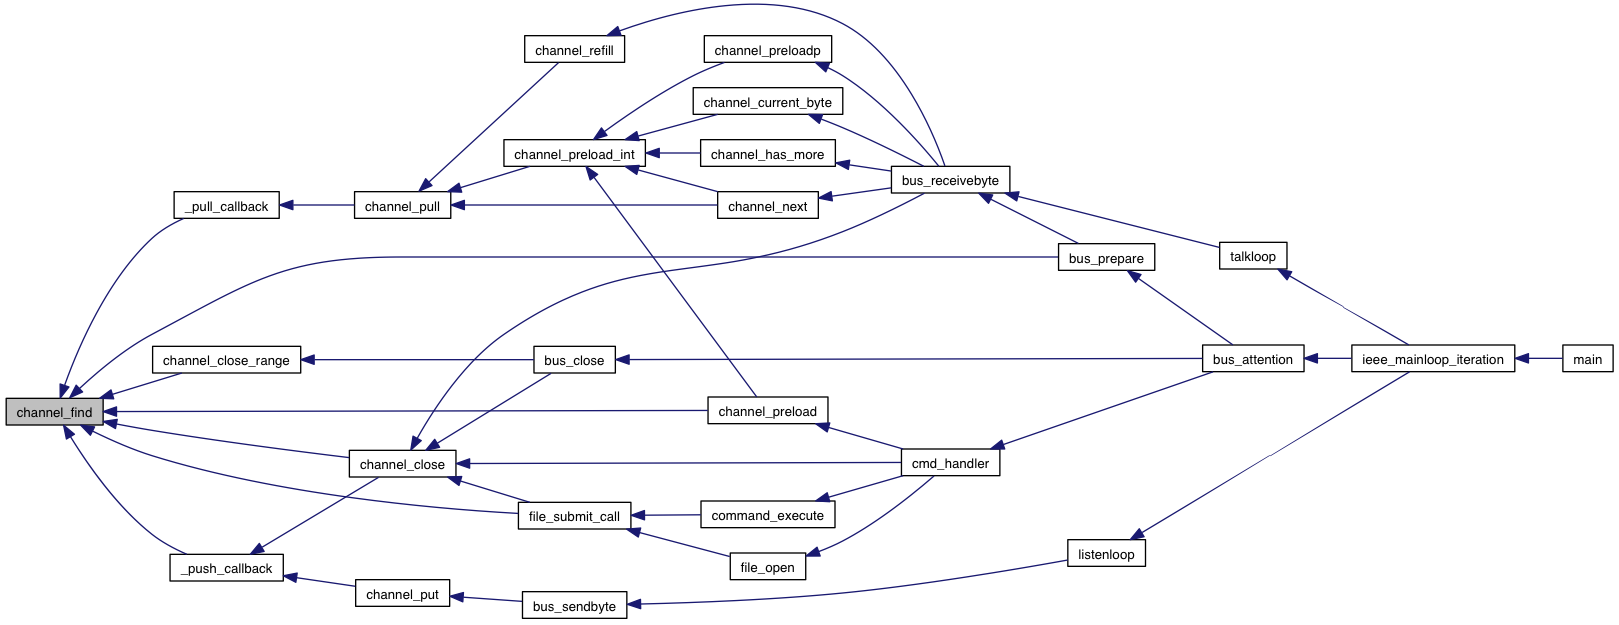 channel_refill
channel_preloadp
channel_current_byte
channel_preload_int
channel_has_more
bus_receivebyte
_pull_callback
channel_pull
channel_next
bus_prepare
talkloop
channel_close_range
bus_close
bus_attention
ieee_mainloop_iteration
main
channel_find
channel_preload
channel_close
cmd_handler
file_submit_call
command_execute
_push_callback
file_open
listenloop
channel_put
bus_sendbyte